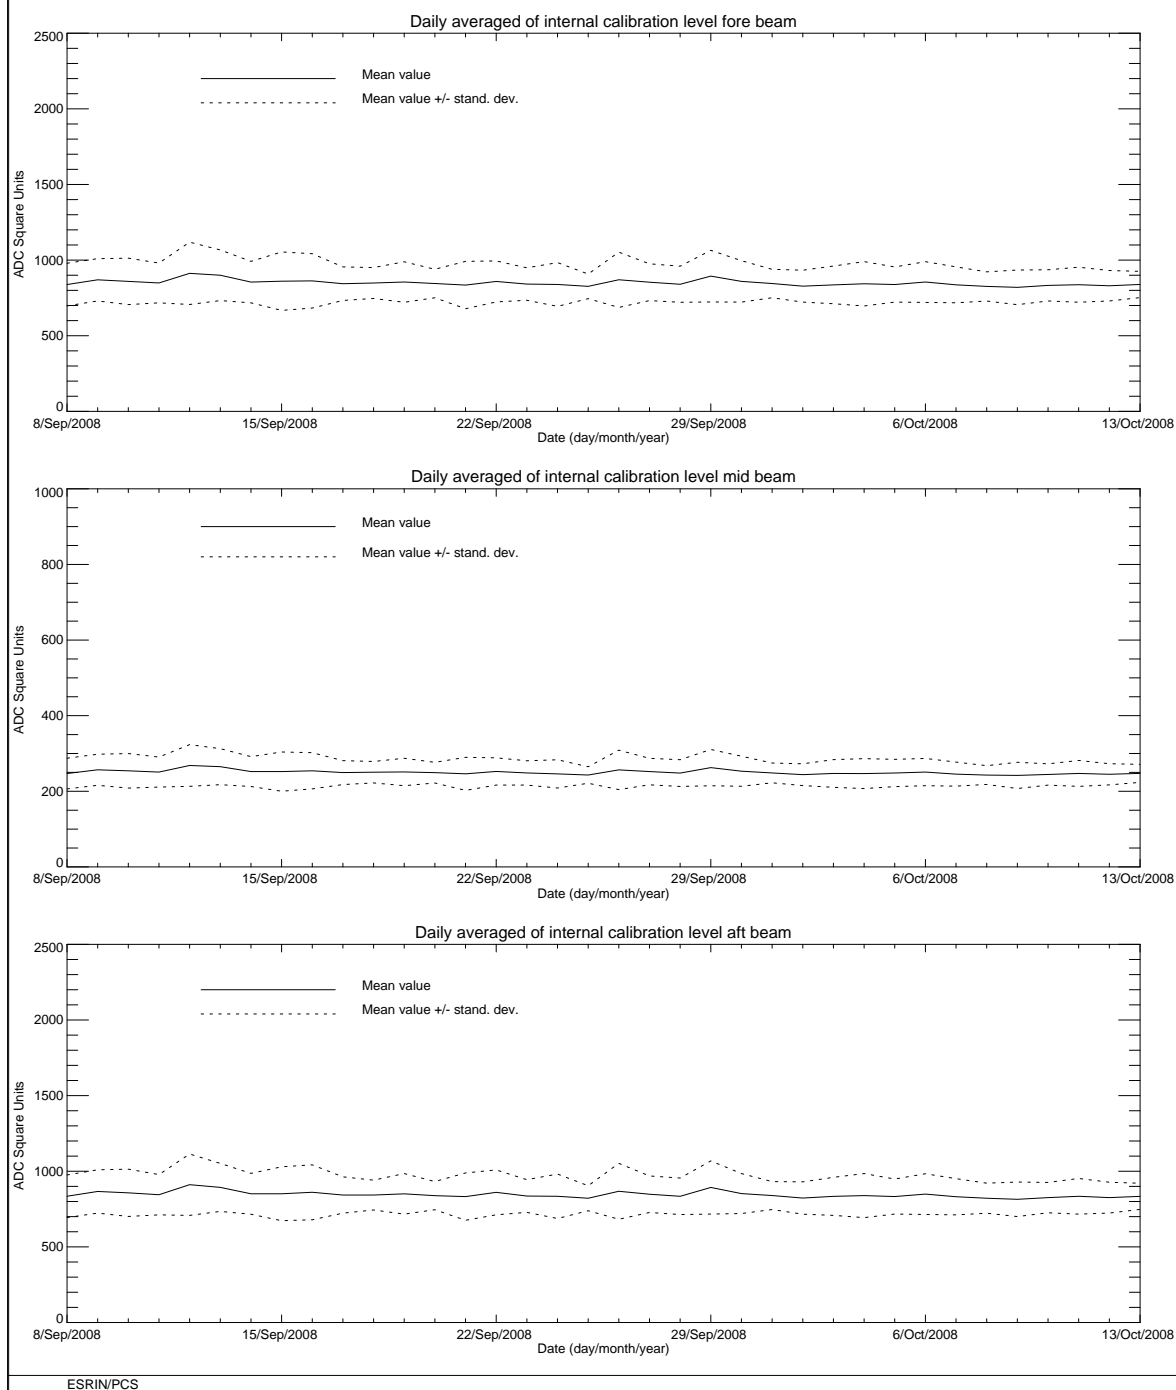 Daily averaged of internal calibration level fore beam
2500
2000
1500
1000
500
0
ADC Square Units
Mean value
Mean value +/- stand. dev.
8/Sep/2008 15/Sep/2008 22/Sep/2008 29/Sep/2008 6/Oct/2008 13/Oct/2008
Date (day/month/year)
Daily averaged of internal calibration level mid beam
1000
800
600
400
200
0
ADC Square Units
Mean value
Mean value +/- stand. dev.
8/Sep/2008 15/Sep/2008 22/Sep/2008 29/Sep/2008 6/Oct/2008 13/Oct/2008
Date (day/month/year)
Daily averaged of internal calibration level aft beam
2500
2000
1500
1000
500
0
ADC Square Units
Mean value
Mean value +/- stand. dev.
8/Sep/2008 15/Sep/2008 22/Sep/2008 29/Sep/2008 6/Oct/2008 13/Oct/2008
Date (day/month/year)
ESRIN/PCS